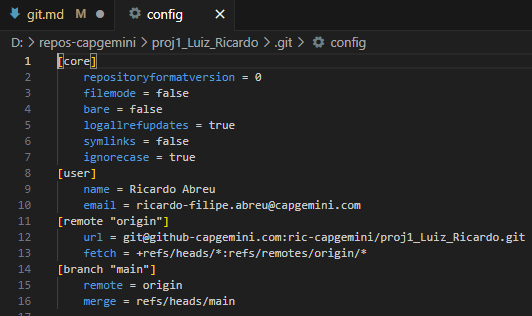 git.md M
config
D: > repos-capgemini > proj1_Luiz_Ricardo > .git > config
1 [core]
2 repositoryformatversion = 0
3 filemode = false
4 bare = false
5 logallrefupdates = true
6 symlinks = false
7 ignorecase = true
8 [user]
9 name = Ricardo Abreu
10 email = ricardo-filipe.abreu@capgemini.com
11 [remote "origin"]
12 url = git@github-capgemini.com:ric-capgemini/proj1_Luiz_Ricardo.git
13 fetch = +refs/heads/*:refs/remotes/origin/*
14 [branch "main"]
15 remote = origin
16 merge = refs/heads/main